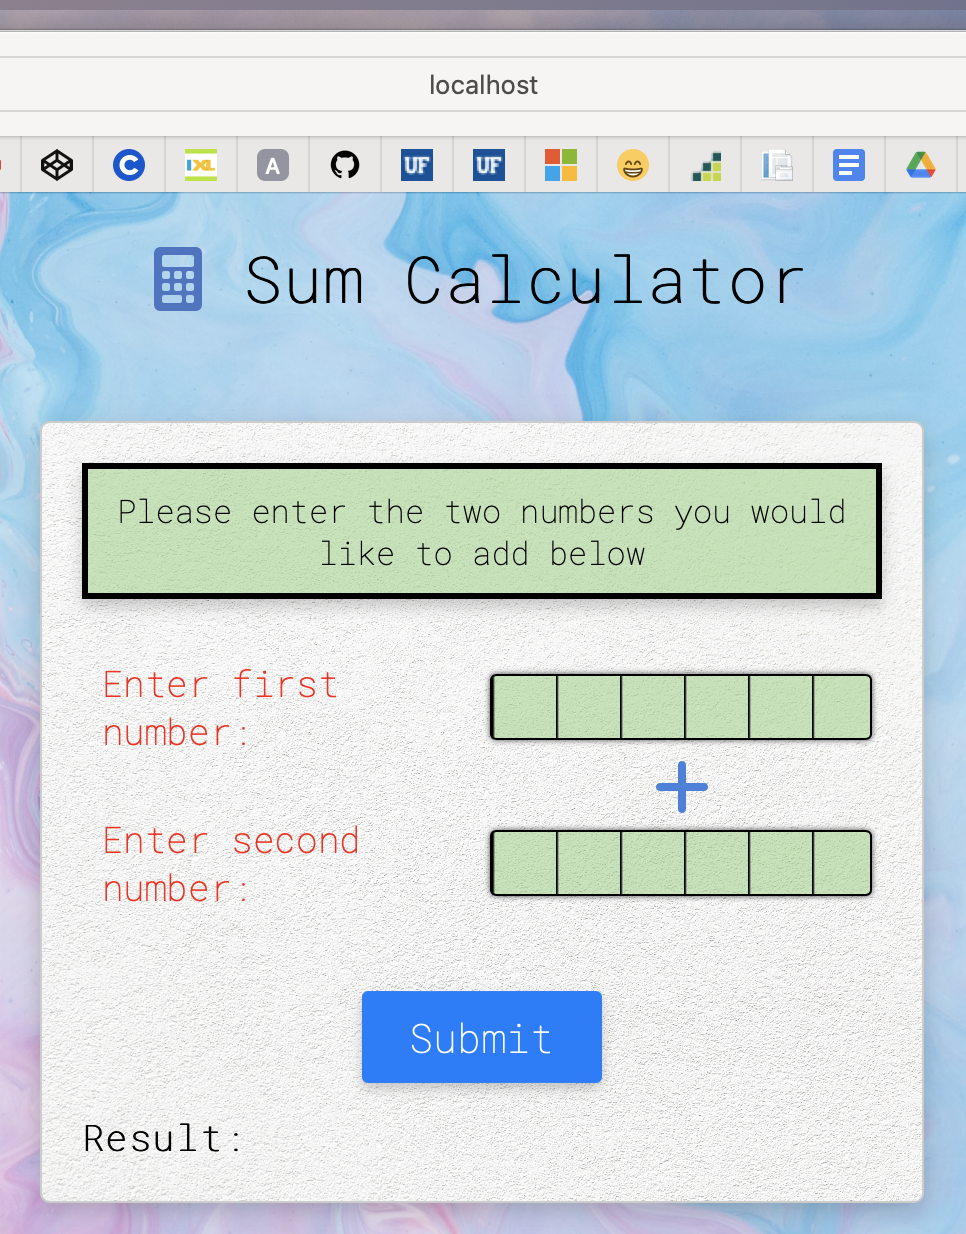 localhost
C
IXL
A
UF
UF
Sum Calculator
Please enter the two numbers you would
like to add below
Enter first
number:
Enter second
number:
Submit
Result: